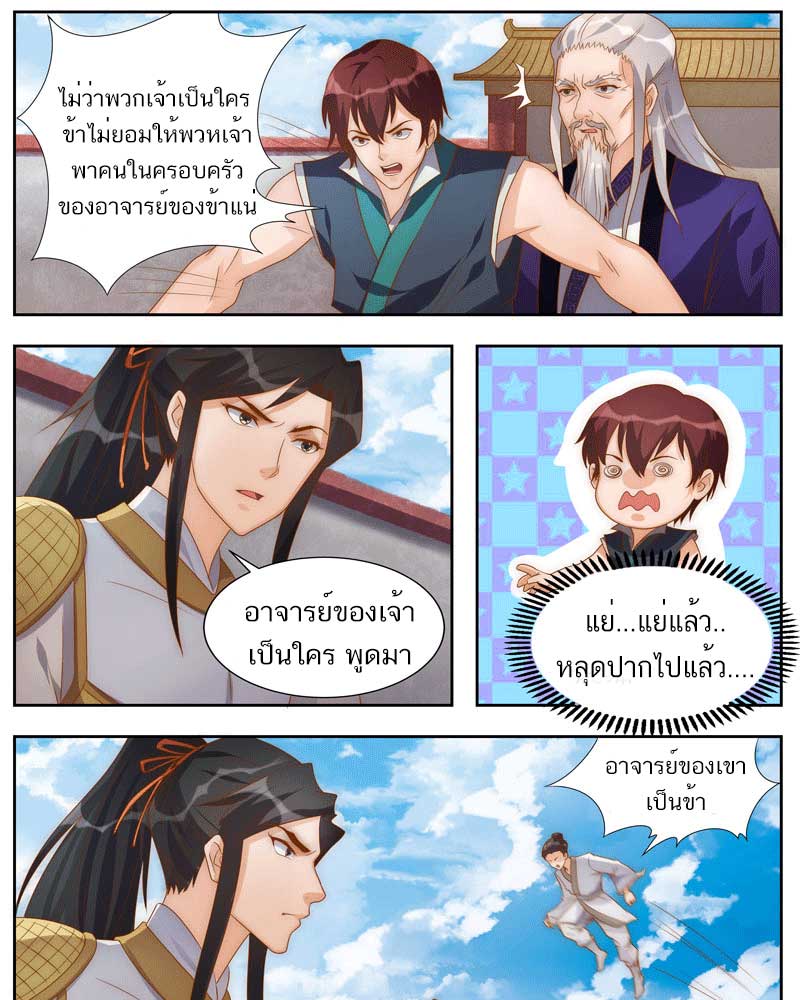 ไม่ว่าพวกเจ้าเป็นใคร
ข้าไม่ยอมให้พวหเจ้า
พาคนในครอบครัว
ของอาจารย์ของข้าแน่
อาจารย์ของเจ้า
เป็นใคร พูดมา
แย่...แย่แล้ว..
หลุดปากไปแล้ว....
อาจารย์ของเขา
เป็นข้า